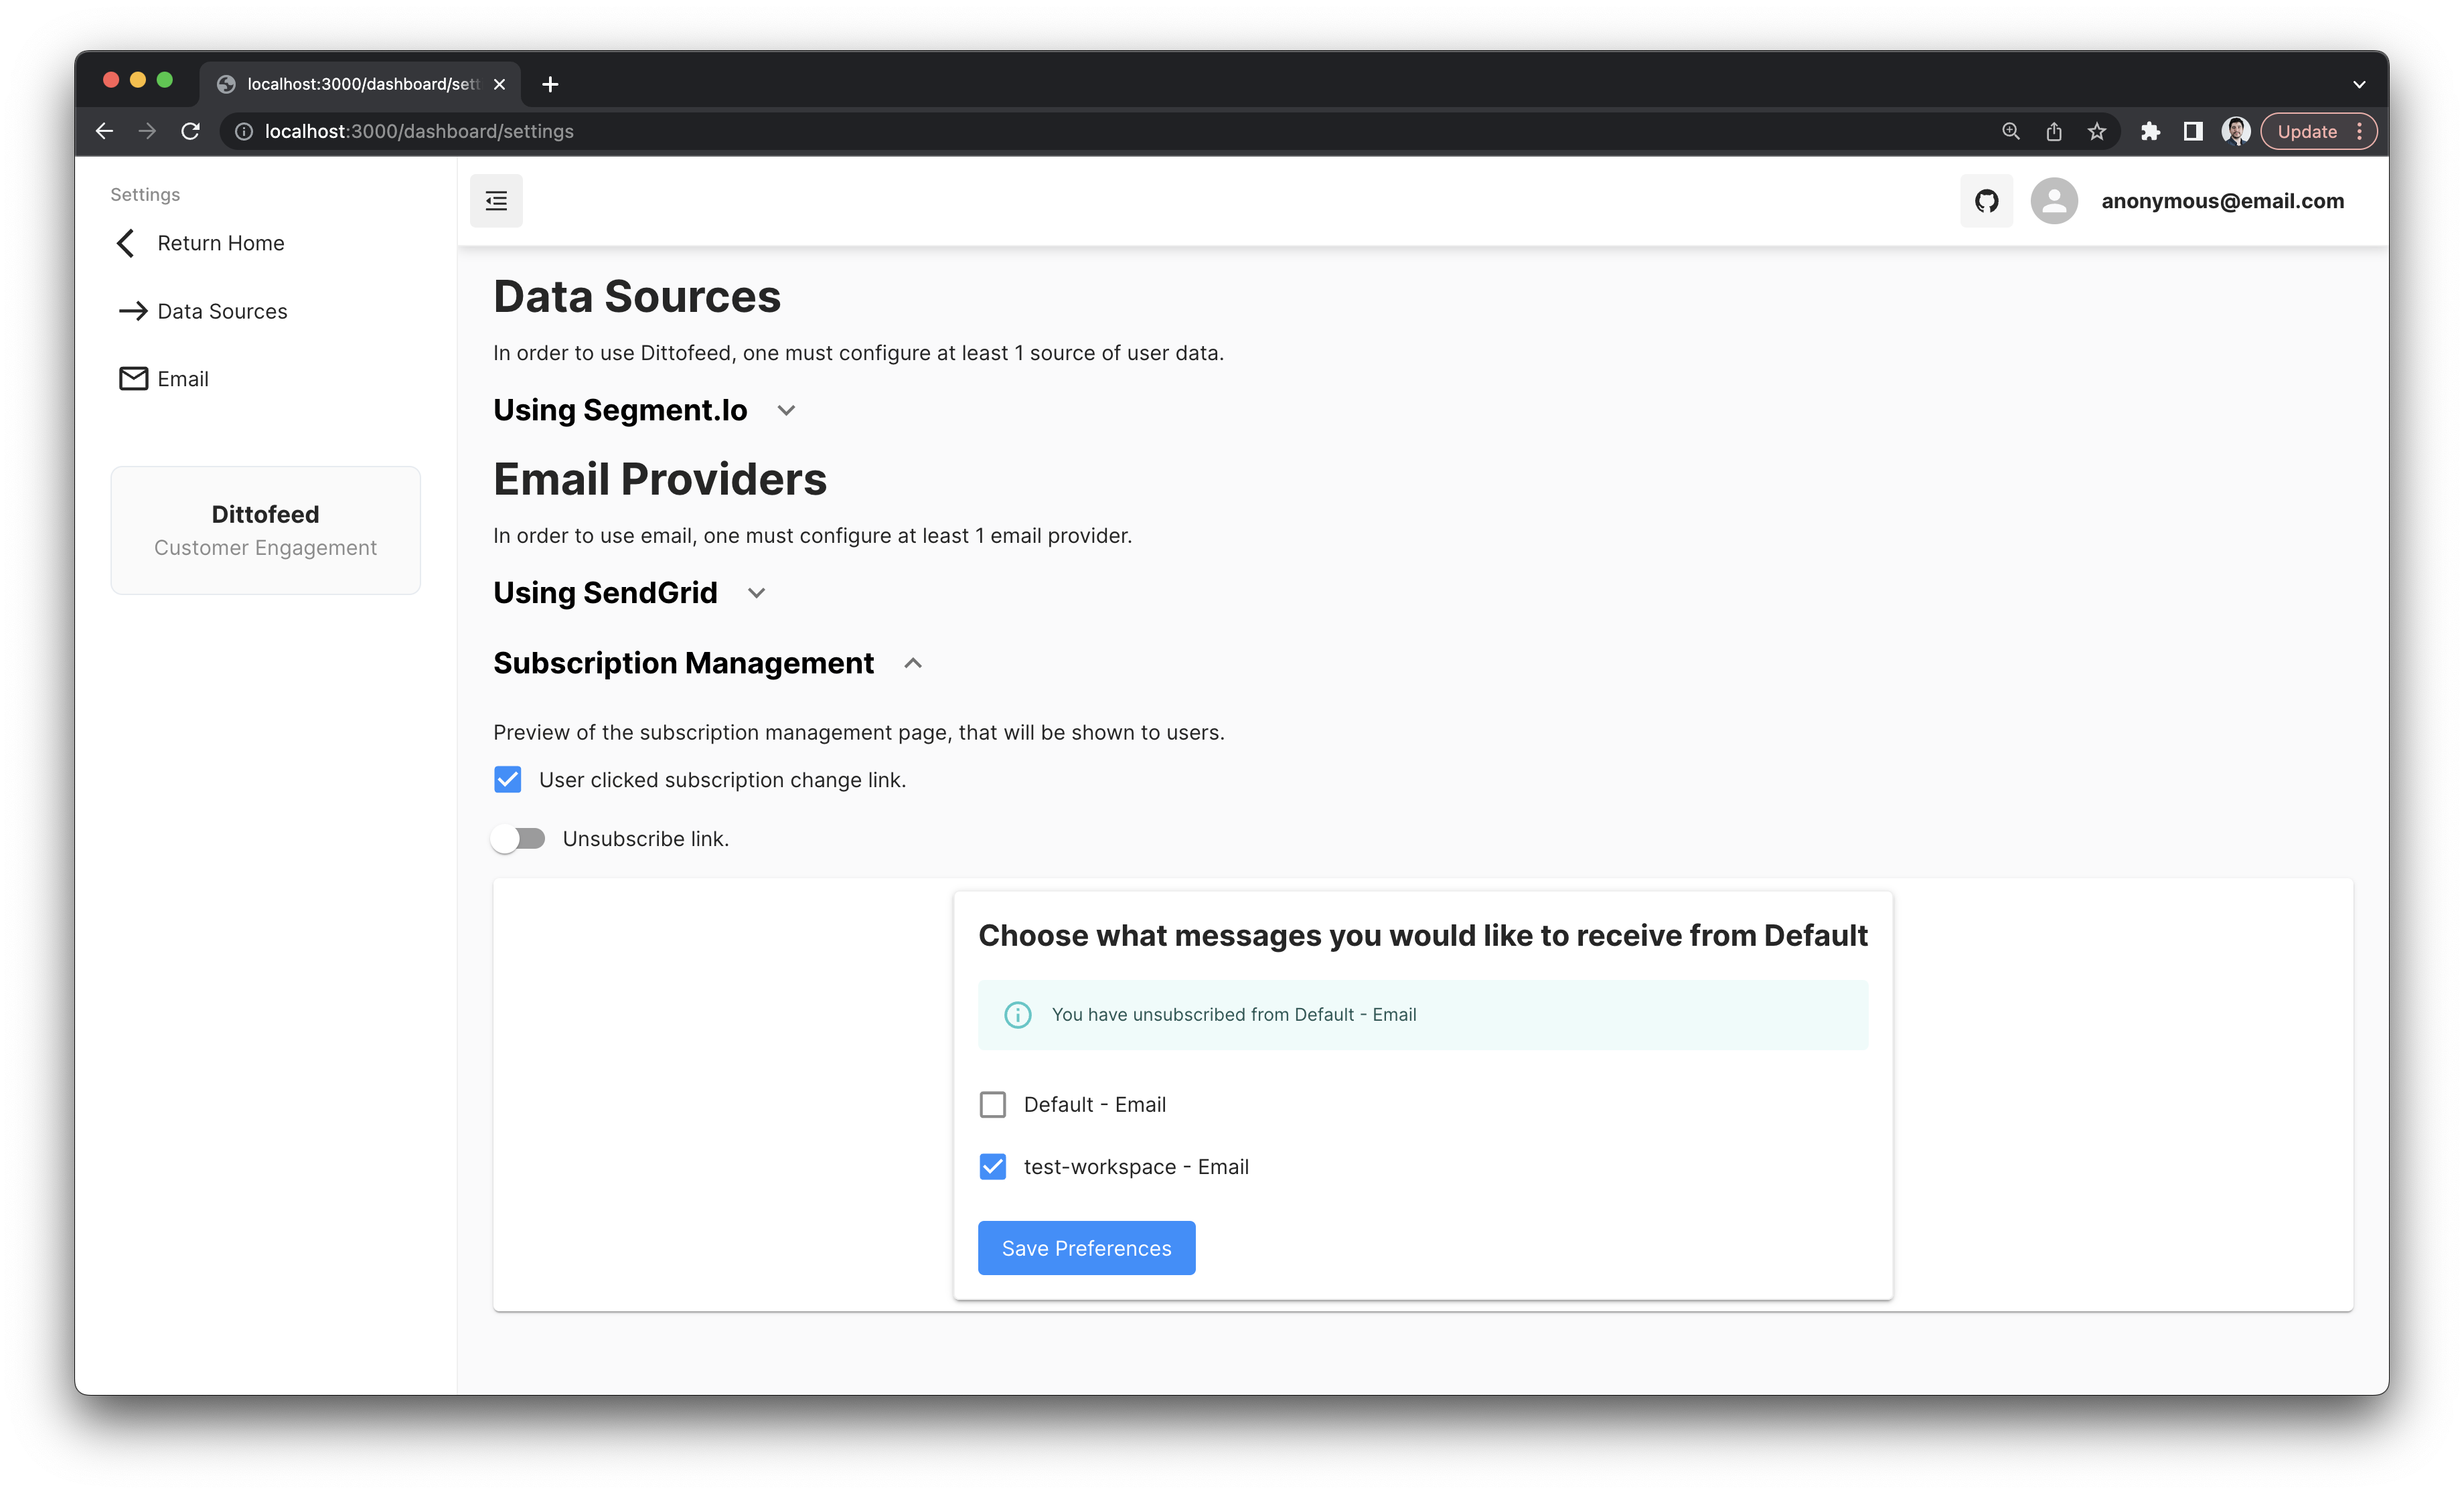 localhost:3000/dashboard/sett
localhost:3000/dashboard/settings
Update
Settings
Return Home
Data Sources
Email
Dittofeed
Customer Engagement
anonymous@email.com
Data Sources
In order to use Dittofeed, one must configure at least 1 source of user data.
Using Segment.Io
Email Providers
In order to use email, one must configure at least 1 email provider.
Using SendGrid
Subscription Management
Preview of the subscription management page, that will be shown to users.
User clicked subscription change link.
Unsubscribe link.
Choose what messages you would like to receive from Default
You have unsubscribed from Default - Email
Default - Email
test-workspace - Email
Save Preferences